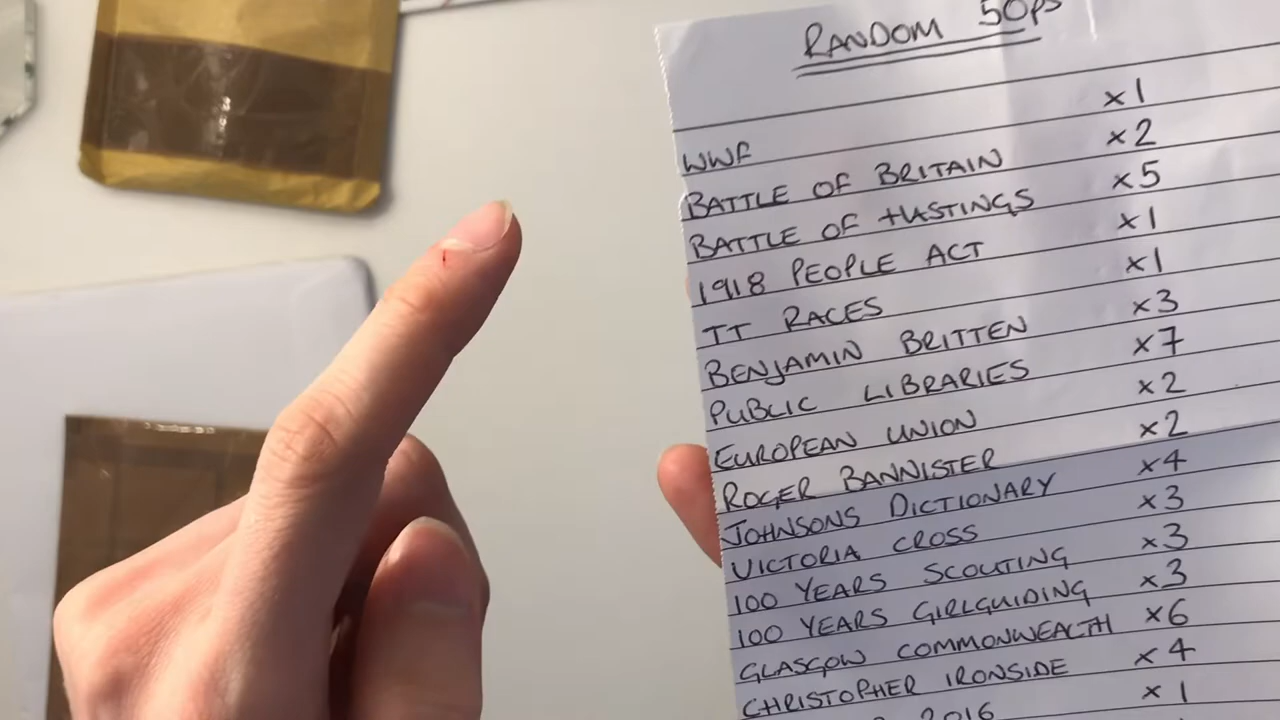 RANDOM 50ps
WWF x1
BATTLE OF BRITAIN x2
BATTLE OF HASTINGS x5
1918 PEOPLE ACT x1
TT RACES x1
BENJAMIN BRITTEN x3
PUBLIC LIBRARIES x7
EUROPEAN UNION x2
ROGER BANNISTER x2
JOHNSONS DICTIONARY x4
VICTORIA CROSS x3
100 YEARS SCOUTING x3
100 YEARS GIRLGUIDING x3
GLASGOW COMMONWEALTH x6
CHRISTOPHER IRONSIDE x4
2016 x1